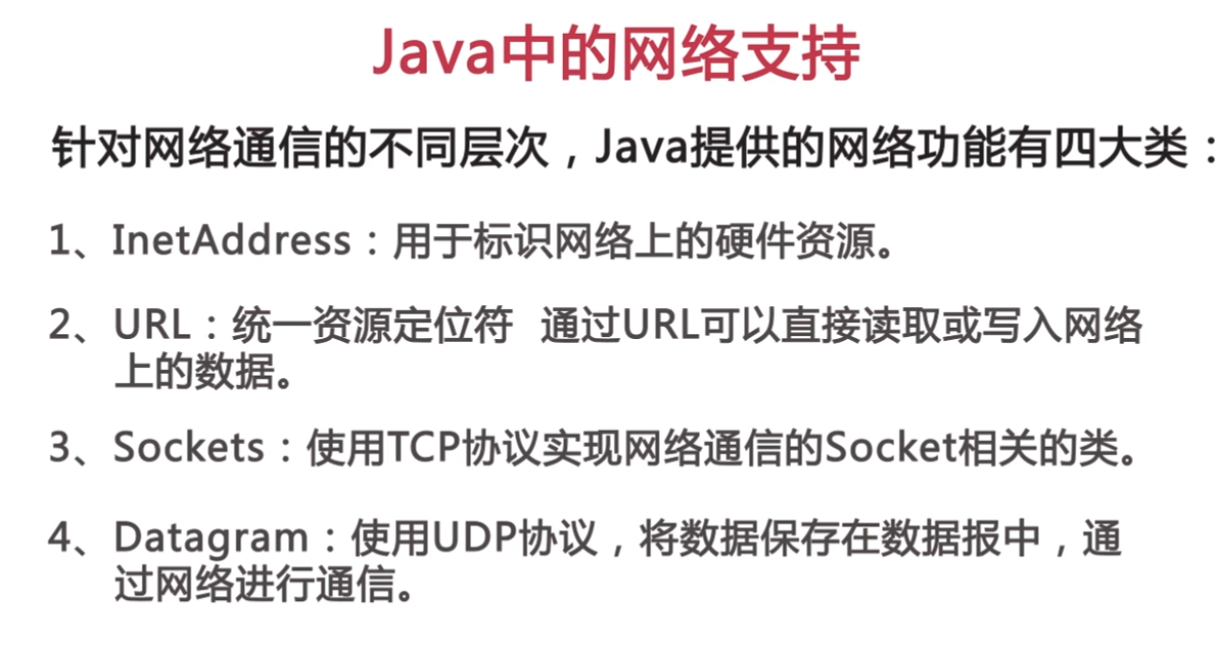 Java中的网络支持
针对网络通信的不同层次，Java提供的网络功能有四大类：
1、InetAddress：用于标识网络上的硬件资源。
2、URL：统一资源定位符 通过URL可以直接读取或写入网络
上的数据。
3、Sockets：使用TCP协议实现网络通信的Socket相关的类。
4、Datagram：使用UDP协议，将数据保存在数据报中，通
过网络进行通信。